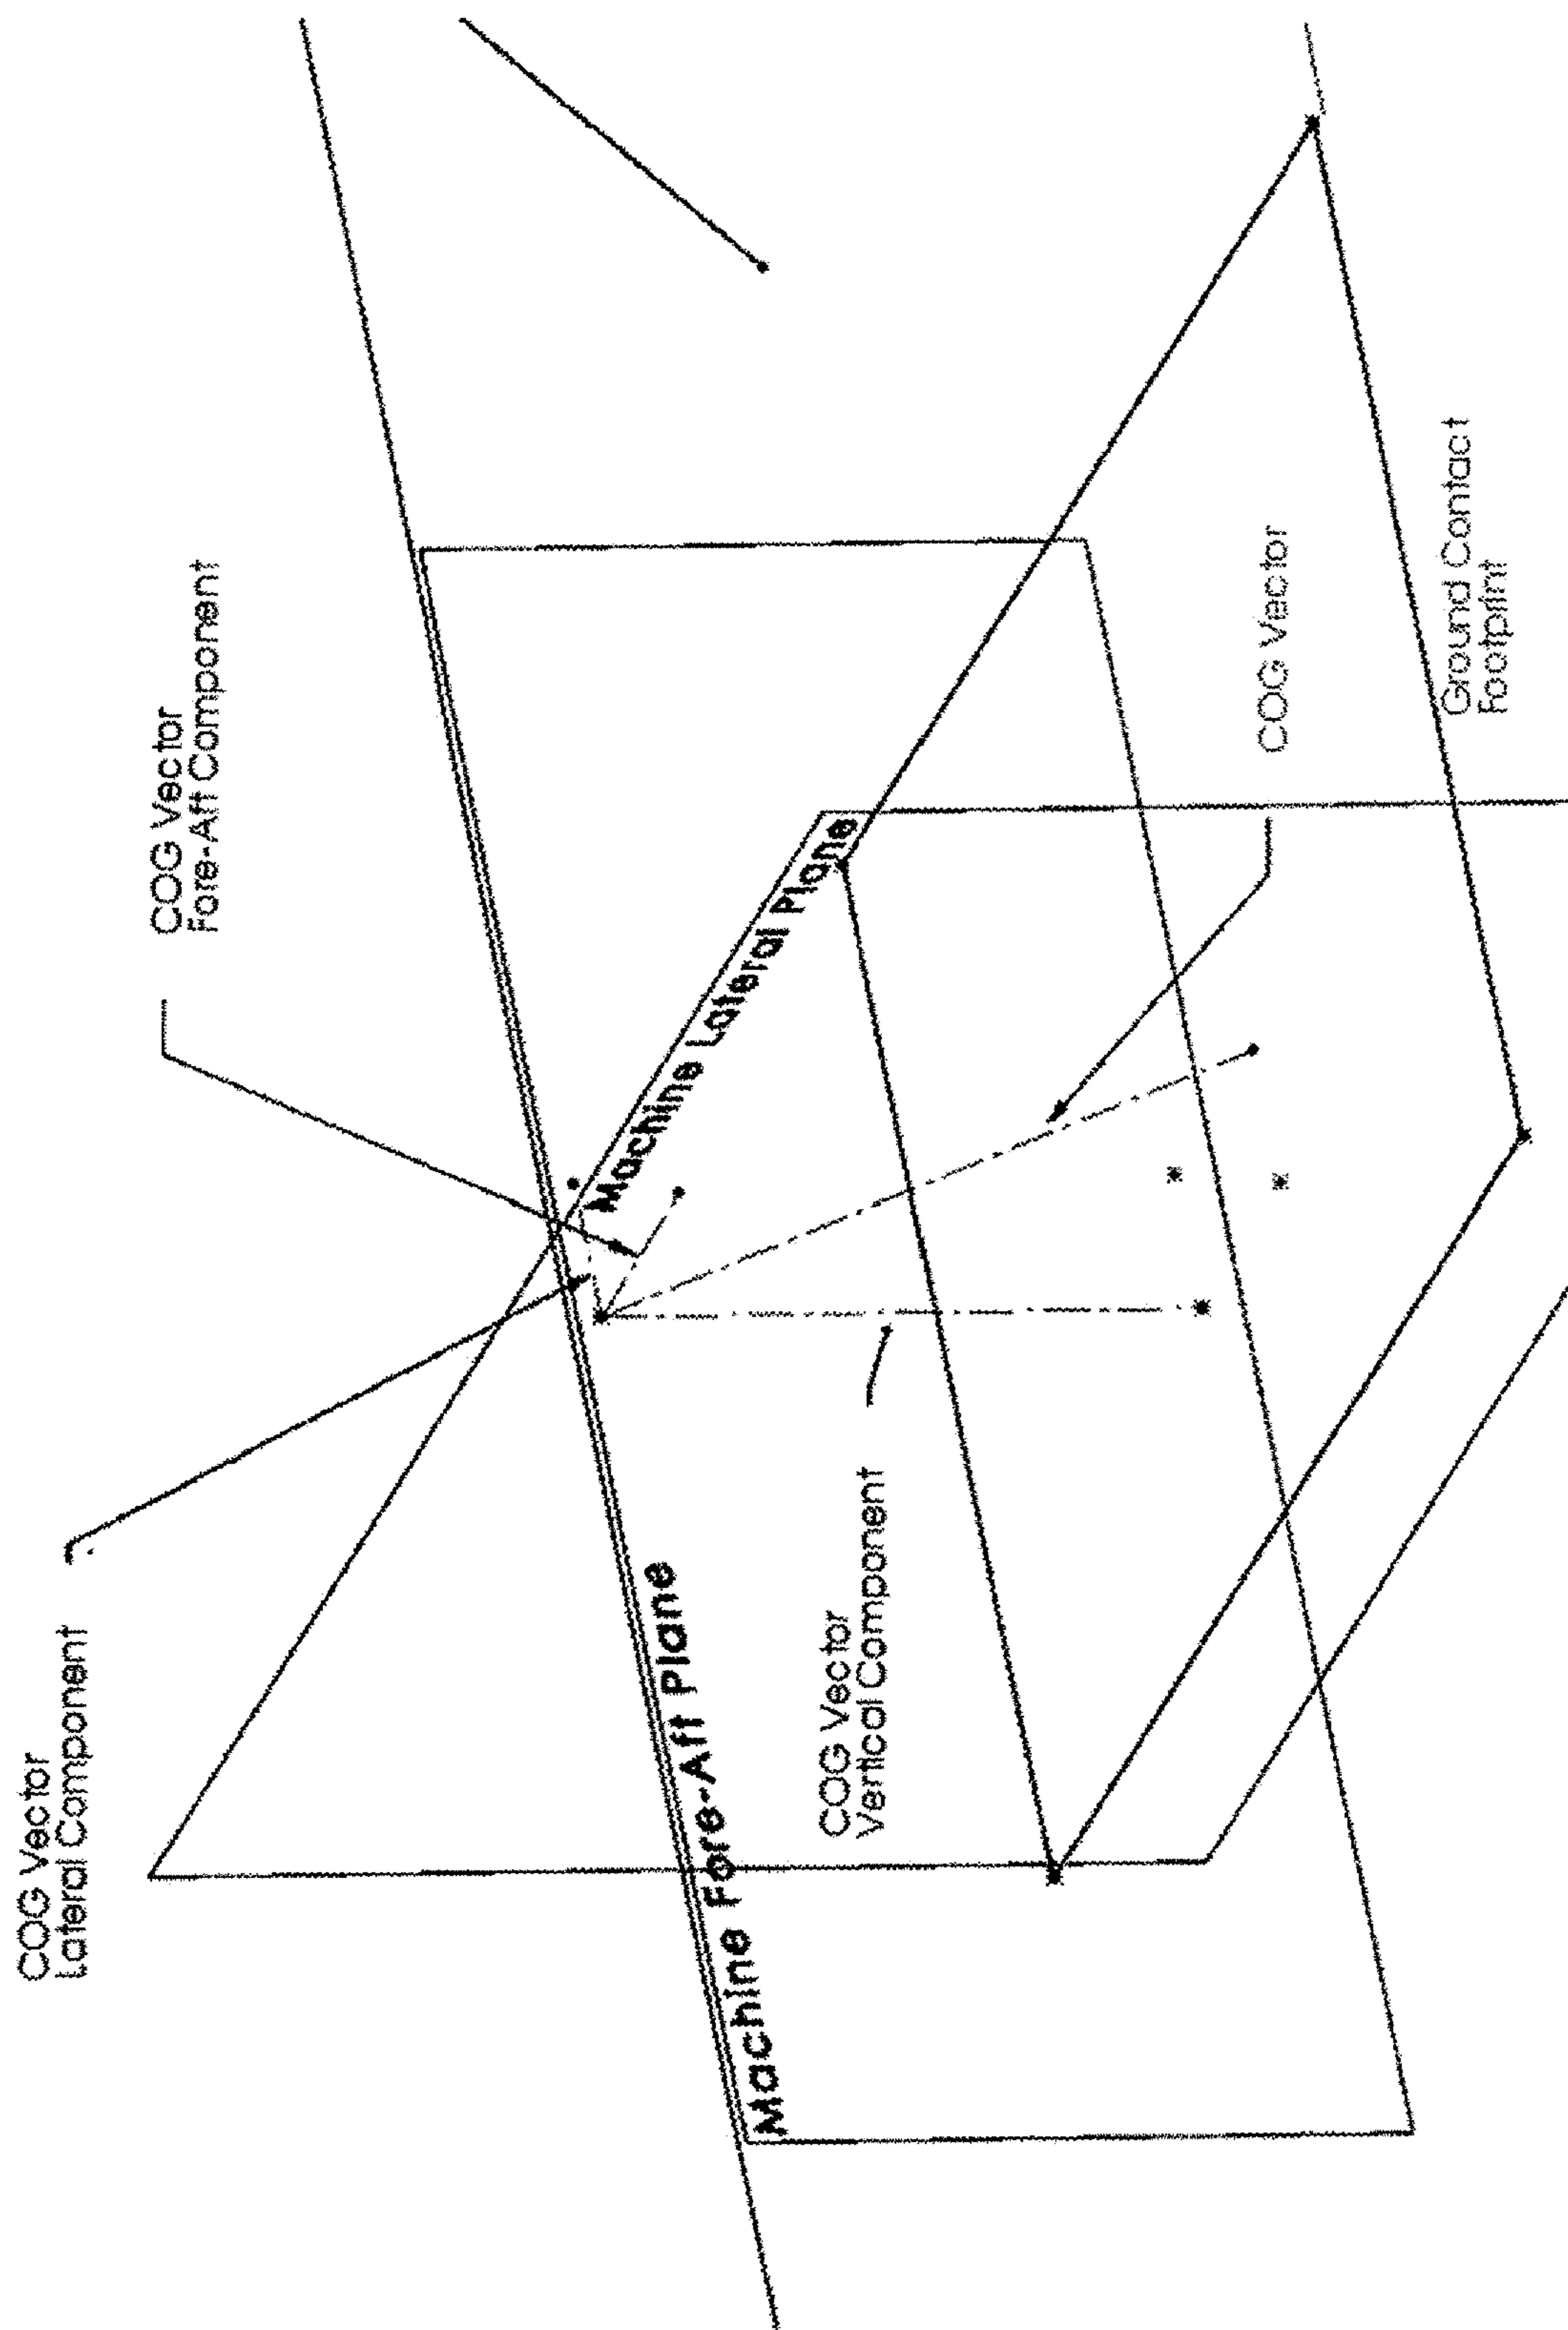 COG Vector
Lateral Component
COG Vector
Fore-Aft Component
Machine Fore-Aft Plane
Machine Lateral Plane
COG Vector
Vertical Component
COG Vector
Ground Contact
Footprint